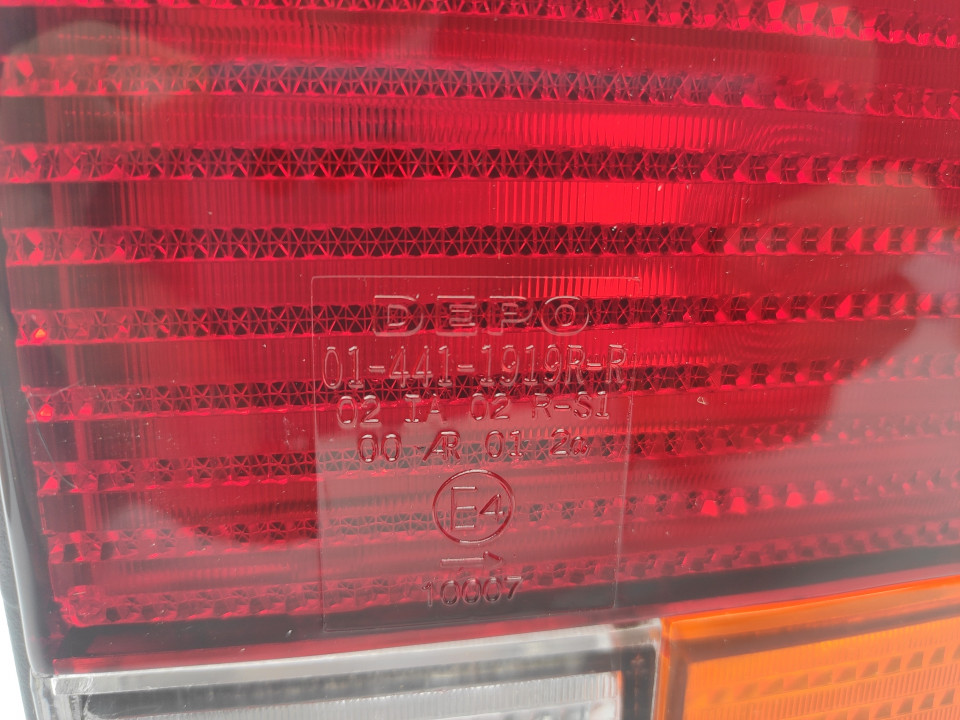 DEPO
01-441-1919R-R
02 IA 02 R-S1
00 AR 01 2a
E4
→
10007